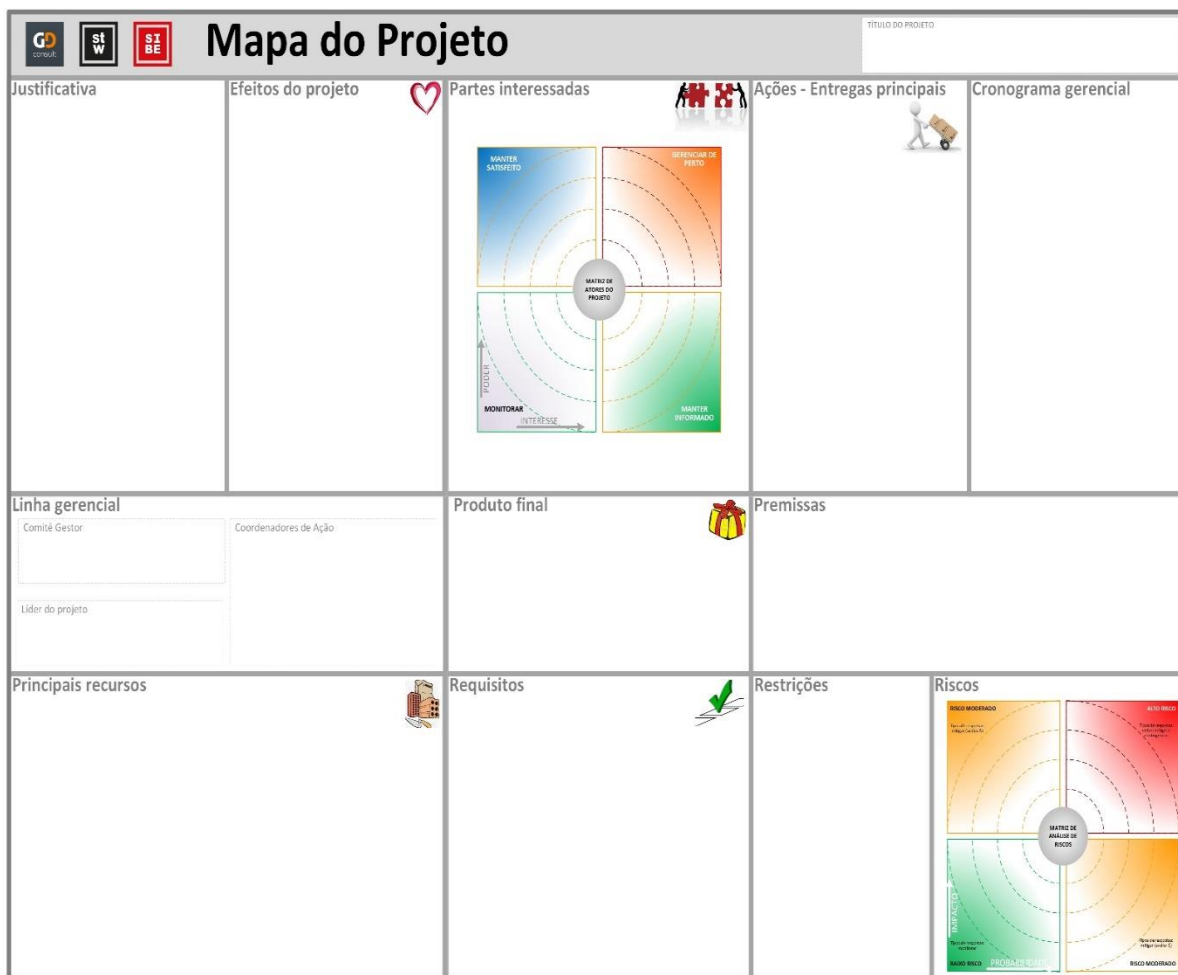 GD
consult
st
W
SI
BE
Mapa do Projeto
TÍTULO DO PROJETO
Justificativa
Efeitos do projeto
Partes interessadas
Ações - Entregas principais
Cronograma gerencial
MANTER
SATISFEITO
GERENCIAR DE
PERTO
MATRIZ DE
ATORES DO
PROJETO
PODER
MONITORAR
INTERESSE
MANTER
INFORMADO
Linha gerencial
Comitê Gestor
Coordenadores de Ação
Líder do projeto
Produto final
Premissas
Principais recursos
Requisitos
Restrições
Riscos
RISCO MODERADO
ALTO RISCO
MATRIZ DE
ANÁLISE DE
RISCOS
IMPACTO
BAIXO RISCO
PROBABILIDADE
RISCO MODERADO